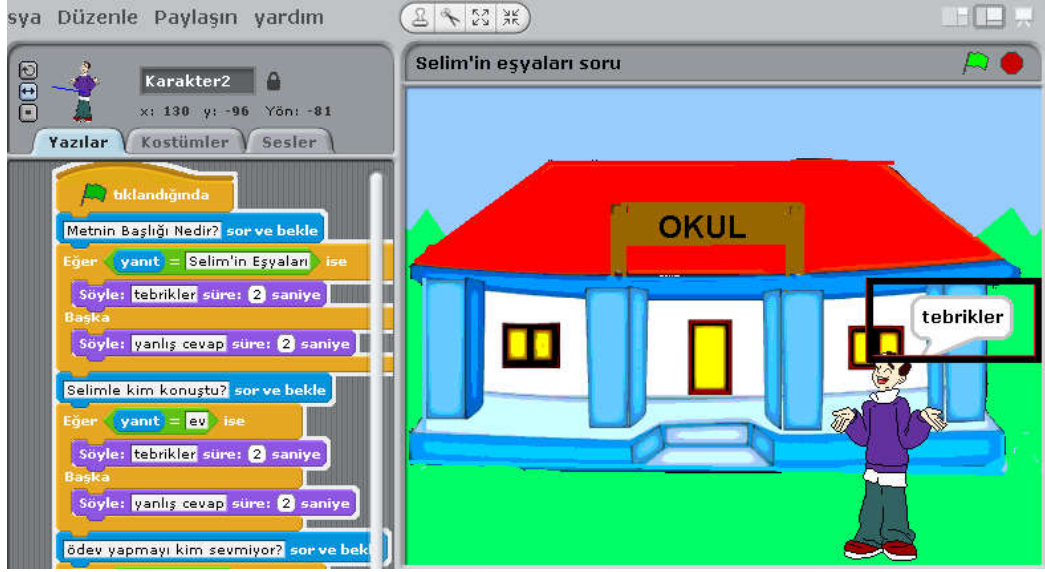 sya Düzenle Paylaşın yardım
Karakter2
x: 130 y: -96 Yön: -81
Yazılar Kostümler Sesler
tıklandığında
Metnin Başlığı Nedir? sor ve bekle
Eğer yanıt = Selim'in Eşyaları ise
Söyle: tebrikler süre: 2 saniye
Başka
Söyle: yanlış cevap süre: 2 saniye
Selimle kim konuştu? sor ve bekle
Eğer yanıt = ev ise
Söyle: tebrikler süre: 2 saniye
Başka
Söyle: yanlış cevap süre: 2 saniye
ödev yapmayı kim sevmiyor? sor ve bek
Selim'in eşyaları soru
OKUL
tebrikler